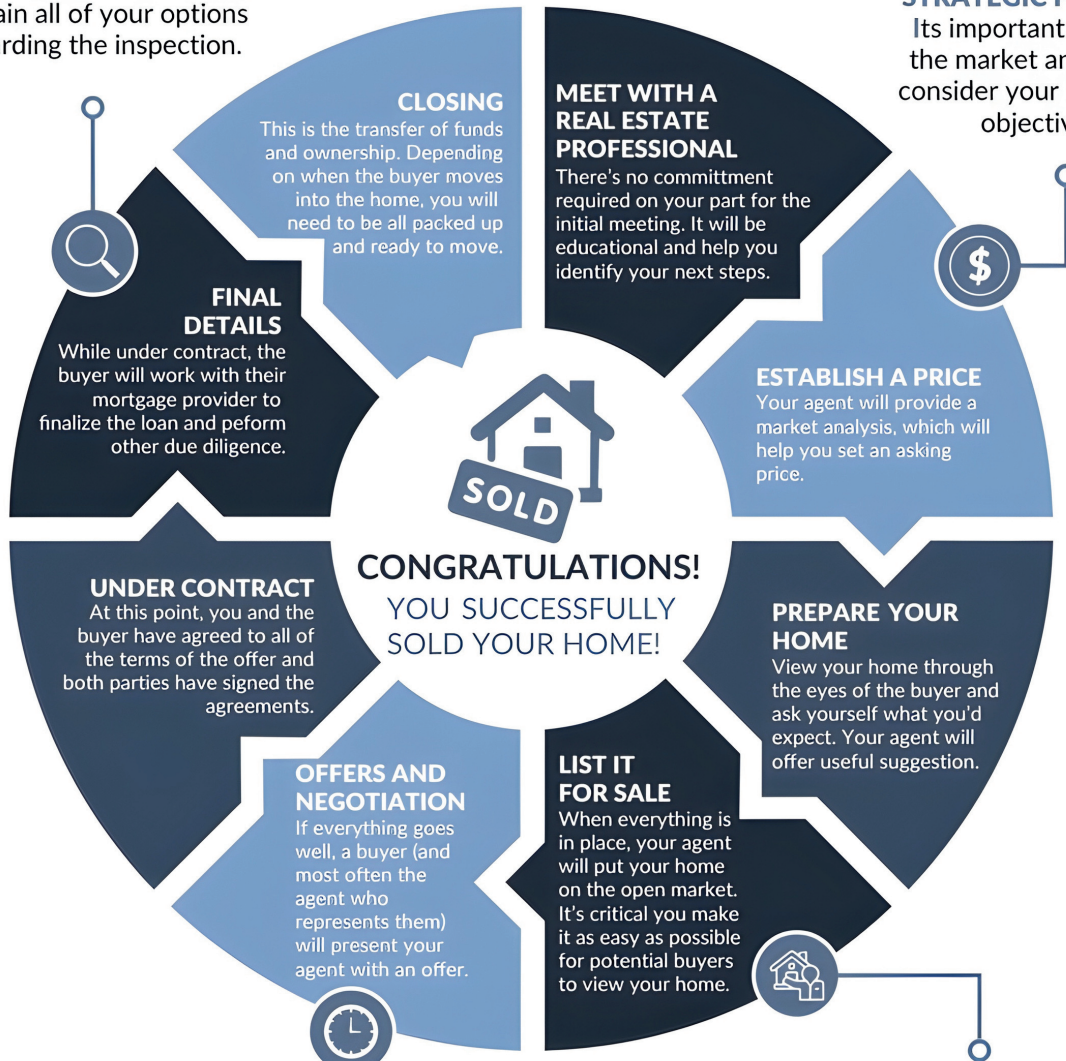 ain all of your options
rding the inspection.
Its important
the market an
consider your
objectiv
CLOSING
This is the transfer of funds
and ownership. Depending
on when the buyer moves
into the home, you will
need to be all packed up
and ready to move.
MEET WITH A
REAL ESTATE
PROFESSIONAL
There's no committment
required on your part for the
initial meeting. It will be
educational and help you
identify your next steps.
$
ESTABLISH A PRICE
Your agent will provide a
market analysis, which will
help you set an asking
price.
PREPARE YOUR
HOME
View your home through
the eyes of the buyer and
ask yourself what you'd
expect. Your agent will
offer useful suggestion.
LIST IT
FOR SALE
When everything is
in place, your agent
will put your home
on the open market.
It's critical you make
it as easy as possible
for potential buyers
to view your home.
OFFERS AND
NEGOTIATION
If everything goes
well, a buyer (and
most often the
agent who
represents them)
will present your
agent with an offer.
UNDER CONTRACT
At this point, you and the
buyer have agreed to all of
the terms of the offer and
both parties have signed the
agreements.
FINAL
DETAILS
While under contract, the
buyer will work with their
mortgage provider to
finalize the loan and peform
other due diligence.
SOLD
CONGRATULATIONS!
YOU SUCCESSFULLY
SOLD YOUR HOME!